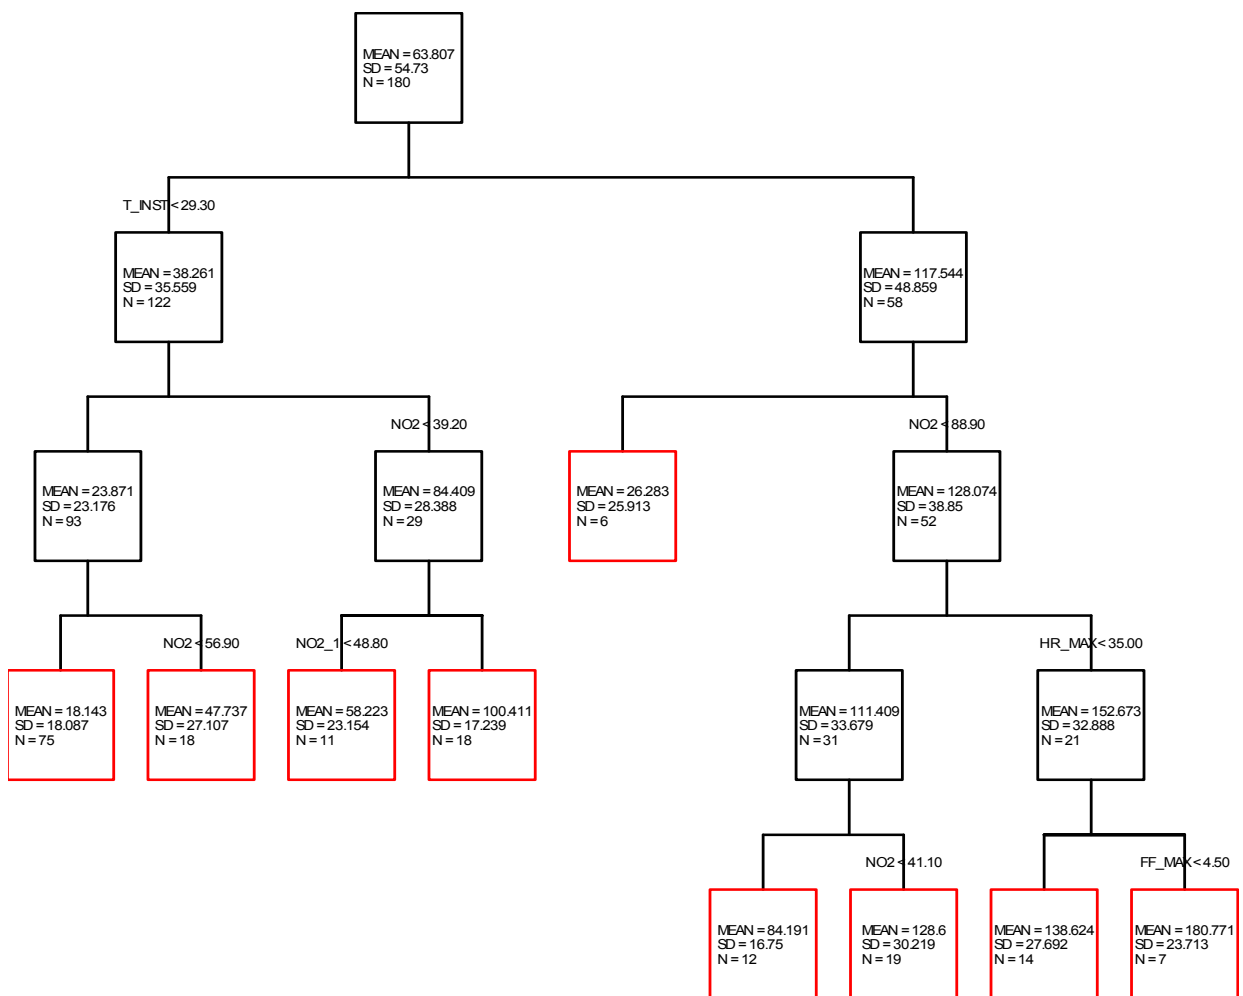 MEAN = 63.807
SD = 54.73
N = 180
T_INST < 29.30
MEAN = 38.261
SD = 35.559
N = 122
MEAN = 117.544
SD = 48.859
N = 58
NO2 < 39.20
NO2 < 88.90
MEAN = 23.871
SD = 23.176
N = 93
MEAN = 84.409
SD = 28.388
N = 29
MEAN = 26.283
SD = 25.913
N = 6
MEAN = 128.074
SD = 38.85
N = 52
NO2 < 56.90
NO2_1 < 48.80
HR_MAX < 35.00
MEAN = 18.143
SD = 18.087
N = 75
MEAN = 47.737
SD = 27.107
N = 18
MEAN = 58.223
SD = 23.154
N = 11
MEAN = 100.411
SD = 17.239
N = 18
MEAN = 111.409
SD = 33.679
N = 31
MEAN = 152.673
SD = 32.888
N = 21
NO2 < 41.10
FF_MAX < 4.50
MEAN = 84.191
SD = 16.75
N = 12
MEAN = 128.6
SD = 30.219
N = 19
MEAN = 138.624
SD = 27.692
N = 14
MEAN = 180.771
SD = 23.713
N = 7